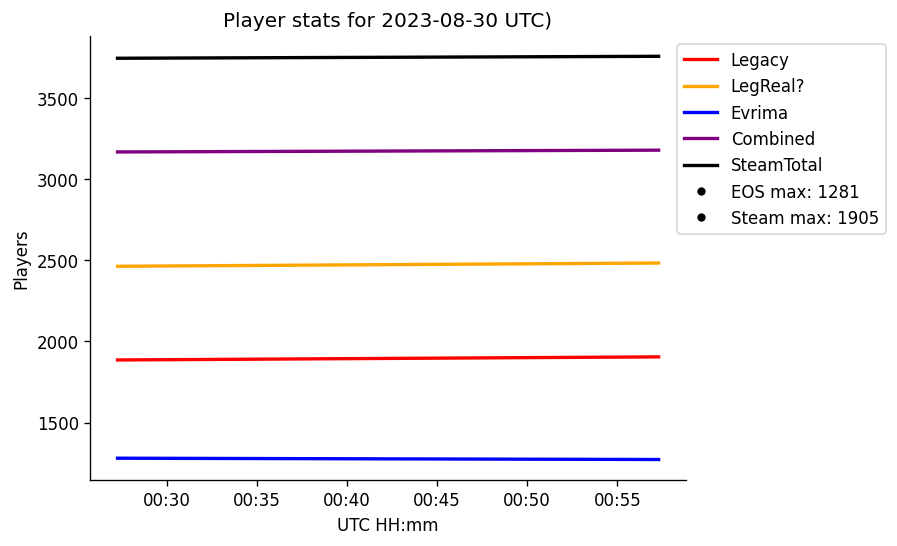 Player stats for 2023-08-30 UTC)
Legacy
LegReal?
Evrima
Combined
SteamTotal
EOS max: 1281
Steam max: 1905
Players
3500
3000
2500
2000
1500
00:30 00:35 00:40 00:45 00:50 00:55
UTC HH:mm